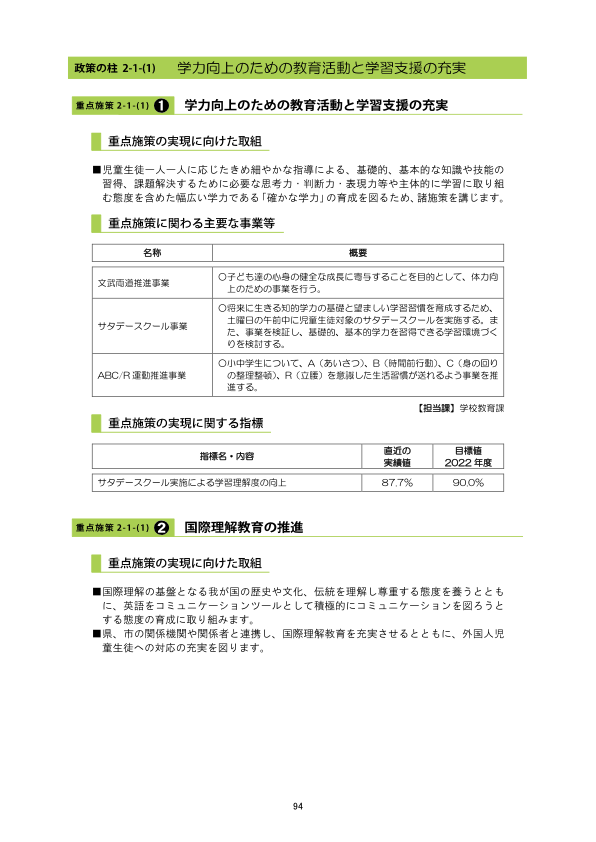 政策の柱 2-1-(1) 学力向上のための教育活動と学習支援の充実
重点施策 2-1-(1) ❶ 学力向上のための教育活動と学習支援の充実
重点施策の実現に向けた取組
■児童生徒一人一人に応じたきめ細やかな指導による、基礎的、基本的な知識や技能の
習得、課題解決するために必要な思考力・判断力・表現力等や主体的に学習に取り組
む態度を含めた幅広い学力である「確かな学力」の育成を図るため、諸施策を講じます。
重点施策に関わる主要な事業等
名称 概要
文武両道推進事業
○子ども達の心身の健全な成長に寄与することを目的として、体力向
上のための事業を行う。
サタデースクール事業
○将来に生きる知的学力の基礎と望ましい学習習慣を育成するため、
土曜日の午前中に児童生徒対象のサタデースクールを実施する。ま
た、事業を検証し、基礎的、基本的学力を習得できる学習環境づく
りを検討する。
ABC/R 運動推進事業
○小中学生について、A（あいさつ）、B（時間前行動）、C（身の回り
の整理整頓）、R（立腰）を意識した生活習慣が送れるよう事業を推
進する。
【担当課】学校教育課
重点施策の実現に関する指標
指標名・内容
直近の
実績値
目標値
2022 年度
サタデースクール実施による学習理解度の向上 87.7% 90.0%
重点施策 2-1-(1) ❷ 国際理解教育の推進
重点施策の実現に向けた取組
■国際理解の基盤となる我が国の歴史や文化、伝統を理解し尊重する態度を養うととも
に、英語をコミュニケーションツールとして積極的にコミュニケーションを図ろうと
する態度の育成に取り組みます。
■県、市の関係機関や関係者と連携し、国際理解教育を充実させるとともに、外国人児
童生徒への対応の充実を図ります。
94